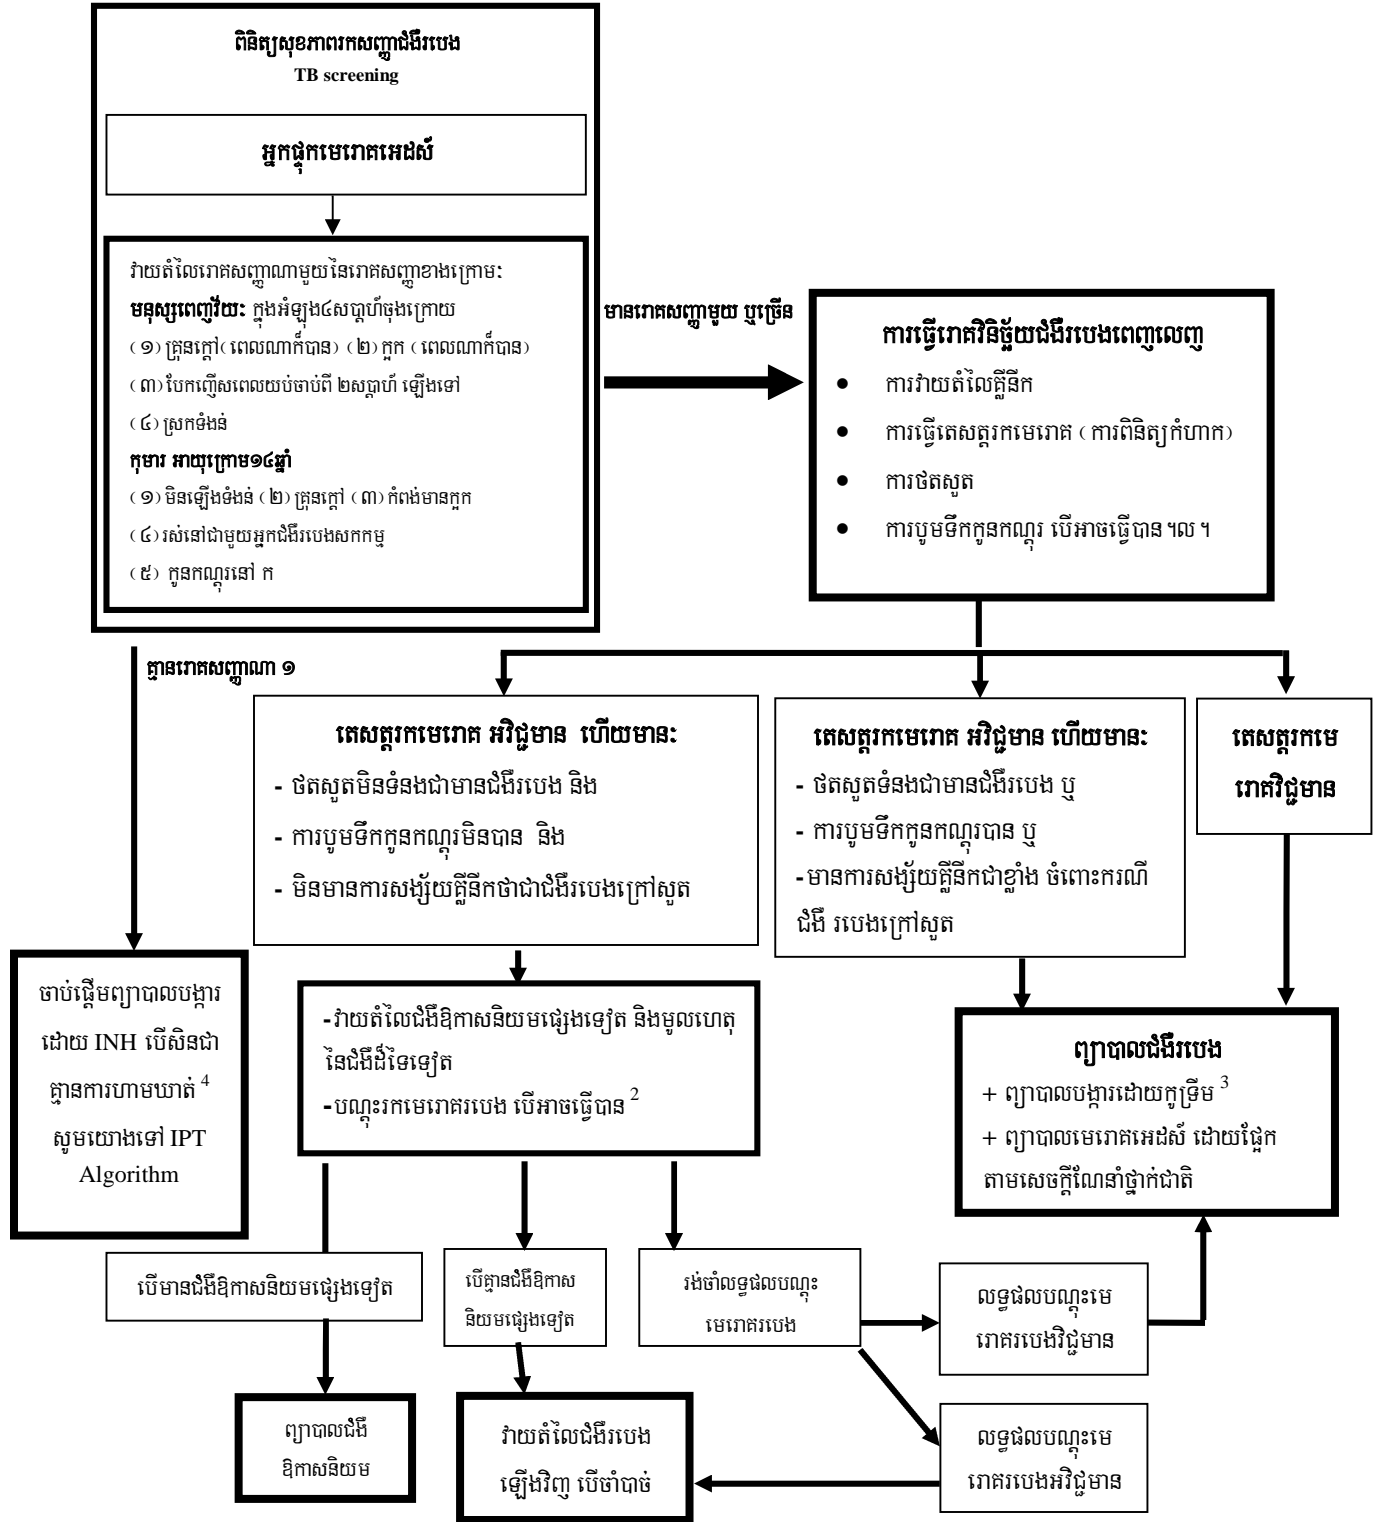 ពិនិត្យសុខភាពរកសញ្ញាជំងឺរបេង
TB screening
អ្នកផ្ទុកមេរោគអេដស៍
វាយតំលៃរោគសញ្ញាណាមួយនៃរោគសញ្ញាខាងក្រោម:
មនុស្សពេញវ័យ: ក្នុងអំឡុង៤សប្តាហ៍ចុងក្រោយ
(១) គ្រុនក្តៅ(ពេលណាក៏បាន) (២) ក្អក (ពេលណាក៏បាន)
(៣) បែកញើសពេលយប់ចាប់ពី ២សប្តាហ៍ ឡើងទៅ
(៤) ស្រកទំងន់
កុមារ អាយុក្រោម១៤ឆ្នាំ
(១) មិនឡើងទំងន់ (២) គ្រុនក្តៅ (៣) កំពង់មានក្អក
(៤) រស់នៅជាមួយអ្នកជំងឺរបេងសកកម្ម
(៥) កូនកណ្តុរនៅ ក
មានរោគសញ្ញាមួយ ឬច្រើន
ការធ្វើរោគវិនិច្ឆ័យជំងឺរបេងពេញលេញ
● ការវាយតំលៃគ្លីនីក
● ការធ្វើតេសត្តរកមេរោគ (ការពិនិត្យកំហាក)
● ការថតសួត
● ការបូមទឹកកូនកណ្តុរ បើអាចធ្វើបាន។ល។
គ្មានរោគសញ្ញាណា ១
តេសត្តរកមេរោគ អវិជ្ជមាន ហើយមាន:
- ថតសួតមិនទំនងជាមានជំងឺរបេង និង
- ការបូមទឹកកូនកណ្តុរមិនបាន និង
- មិនមានការសង្ស័យគ្លីនីកថាជាជំងឺរបេងក្រៅសួត
តេសត្តរកមេរោគ អវិជ្ជមាន ហើយមាន:
- ថតសួតទំនងជាមានជំងឺរបេង ឬ
- ការបូមទឹកកូនកណ្តុរបាន ឬ
-មានការសង្ស័យគ្លីនីកជាខ្លាំង ចំពោះករណី
ជំងឺ របេងក្រៅសួត
តេសត្តរកមេ
រោគវិជ្ជមាន
ចាប់ផ្តើមព្យាបាលបង្ការ
ដោយ INH បើសិនជា
គ្មានការហាមឃាត់ 4
សូមយោងទៅ IPT
Algorithm
-វាយតំលៃជំងឺឱកាសនិយមផ្សេងទៀត និងមូលហេតុ
នៃជំងឺដ៏ទៃទៀត
-បណ្តុះរកមេរោគរបេង បើអាចធ្វើបាន 2
ព្យាបាលជំងឺរបេង
+ ព្យាបាលបង្ការដោយកូទ្រីម 3
+ ព្យាបាលមេរោគអេដស៍ ដោយផ្អែក
តាមសេចក្តីណែនាំថ្នាក់ជាតិ
បើមានជំងឺឱកាសនិយមផ្សេងទៀត
បើគ្មានជំងឺឱកាស
និយមផ្សេងទៀត
រង់ចាំលទ្ធផលបណ្តុះ
មេរោគរបេង
លទ្ធផលបណ្តុះមេ
រោគរបេងវិជ្ជមាន
ព្យាបាលជំងឺ
ឱកាសនិយម
វាយតំលៃជំងឺរបេង
ឡើងវិញ បើចាំបាច់
លទ្ធផលបណ្តុះមេ
រោគរបេងអវិជ្ជមាន